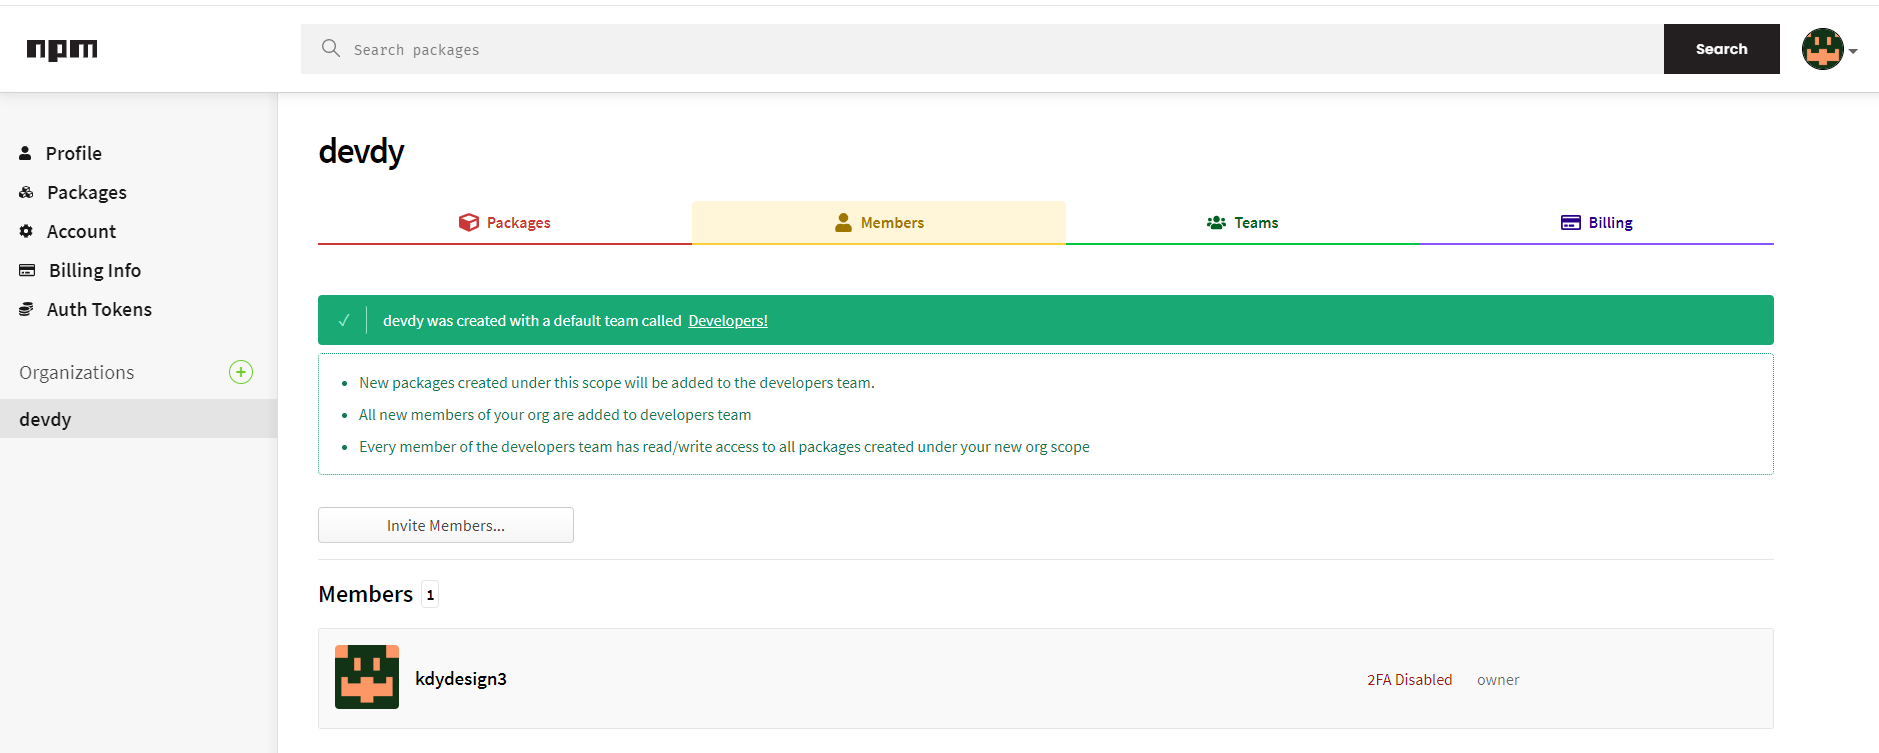 npm
Search packages
Search
Profile
Packages
Account
Billing Info
Auth Tokens
Organizations
devdy
devdy
Packages
Members
Teams
Billing
devdy was created with a default team called Developers!
New packages created under this scope will be added to the developers team.
All new members of your org are added to developers team
Every member of the developers team has read/write access to all packages created under your new org scope
Invite Members...
Members 1
kdydesign3
2FA Disabled owner